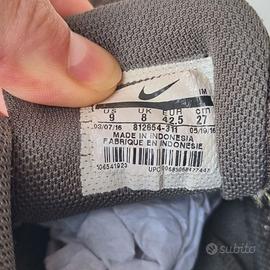 US UK EUR cm
9 8 42.5 27
03/07/16 812654-311 05/19/16
MADE IN INDONESIA
FABRIQUÉ EN INDONESIE
subito